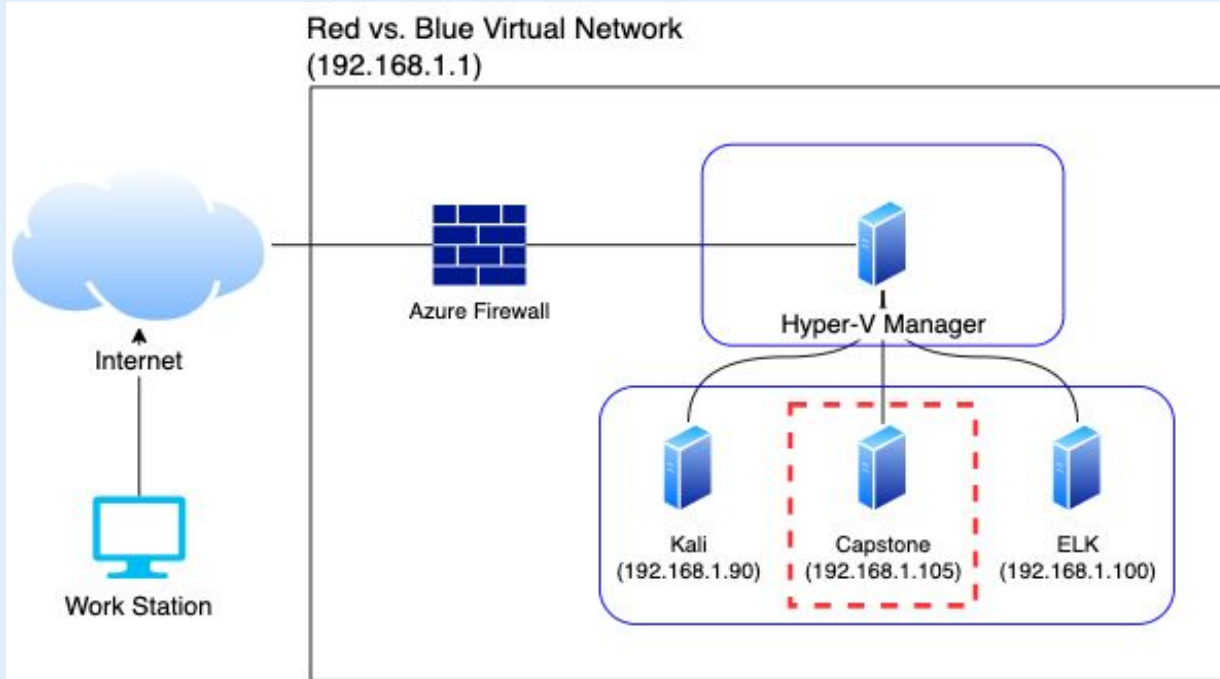 Red vs. Blue Virtual Network
(192.168.1.1)
Azure Firewall
Hyper-V Manager
Internet
Kali
(192.168.1.90)
Capstone
(192.168.1.105)
ELK
(192.168.1.100)
Work Station